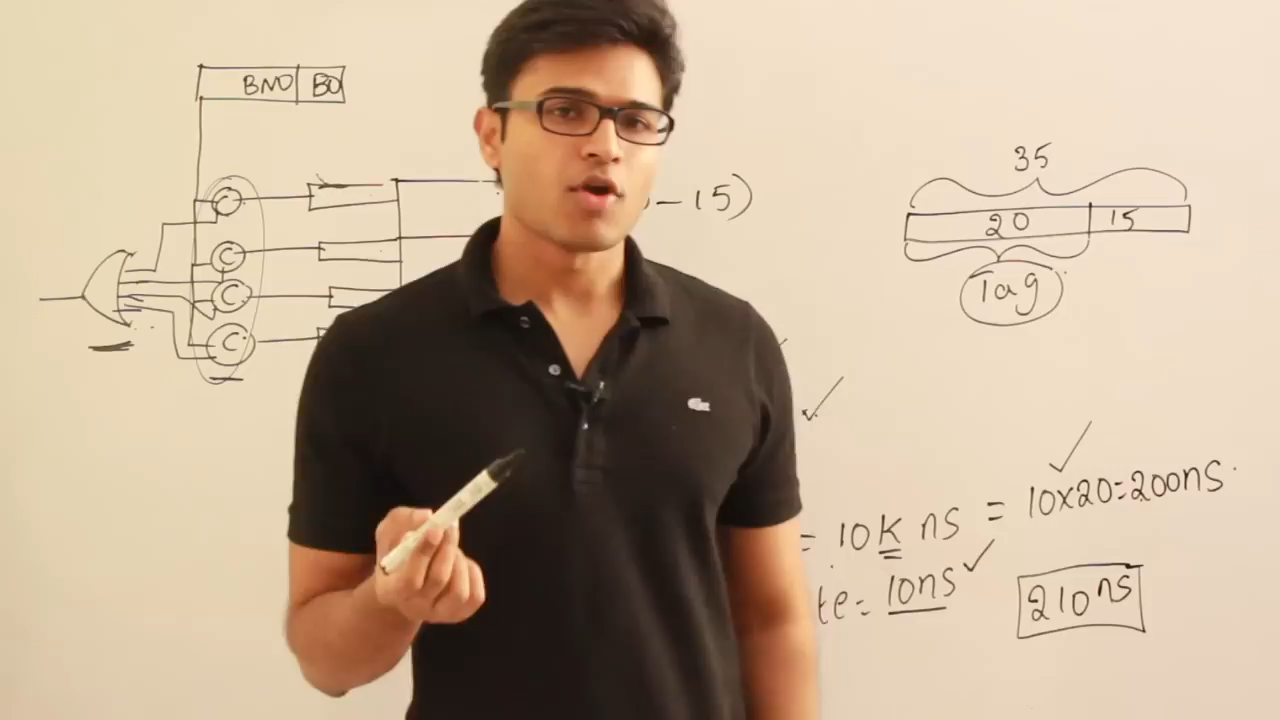 BNO BO
C
C
C
C
-15)
35
20 15
Tag
= 10K ns = 10x20=200ns.
te = 10ns
210ns